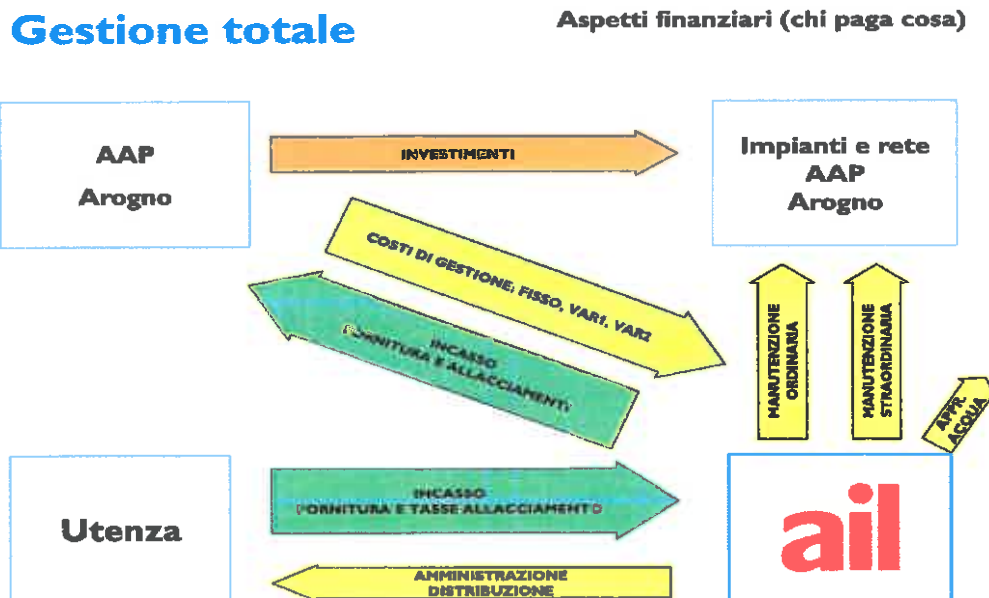 Gestione totale
Aspetti finanziari (chi paga cosa)
AAP
Arogno
INVESTIMENTI
Impianti e rete
AAP
Arogno
COSTI DI GESTIONE: FISSO, VAR1, VAR2
INCASSO
FORNITURA E ALLACCIAMENTI
MANUTENZIONE
ORDINARIA
MANUTENZIONE
STRAORDINARIA
APPR.
ACQUA
Utenza
INCASSO
FORNITURA E TASSE ALLACCIAMENTO
ail
AMMINISTRAZIONE
DISTRIBUZIONE